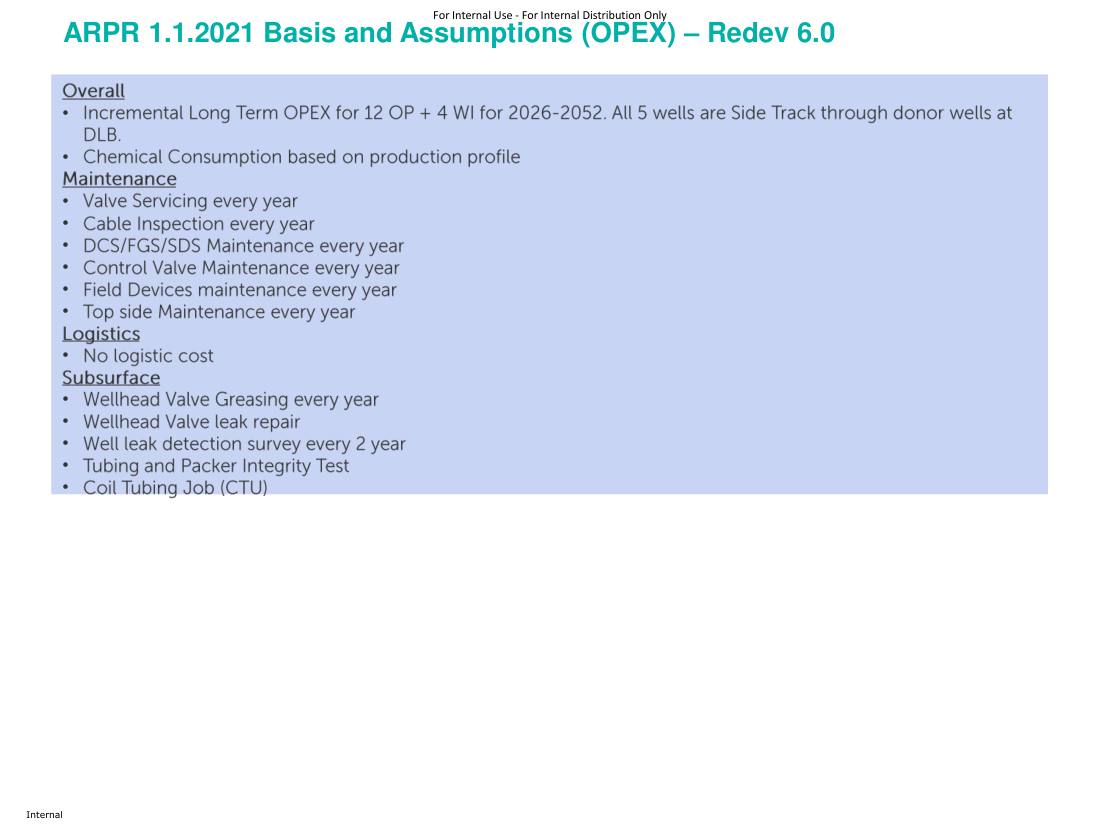 For Internal Use - For Internal Distribution Only
ARPR 1.1.2021 Basis and Assumptions (OPEX) – Redev 6.0
Overall
• Incremental Long Term OPEX for 12 OP + 4 WI for 2026-2052. All 5 wells are Side Track through donor wells at
DLB.
• Chemical Consumption based on production profile
Maintenance
• Valve Servicing every year
• Cable Inspection every year
• DCS/FGS/SDS Maintenance every year
• Control Valve Maintenance every year
• Field Devices maintenance every year
• Top side Maintenance every year
Logistics
• No logistic cost
Subsurface
• Wellhead Valve Greasing every year
• Wellhead Valve leak repair
• Well leak detection survey every 2 year
• Tubing and Packer Integrity Test
• Coil Tubing Job (CTU)
Internal